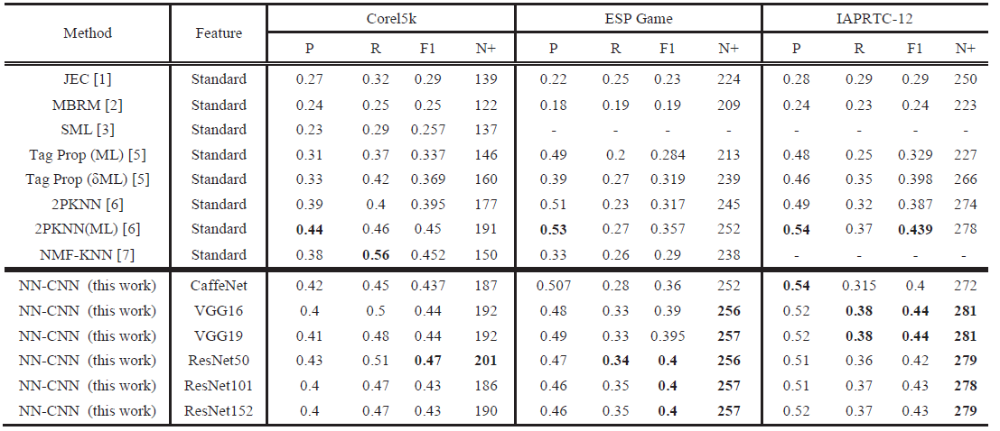 Method Feature Corel5k ESP Game IAPRTC-12
P R F1 N+ P R F1 N+ P R F1 N+
JEC [1] Standard 0.27 0.32 0.29 139 0.22 0.25 0.23 224 0.28 0.29 0.29 250
MBRM [2] Standard 0.24 0.25 0.25 122 0.18 0.19 0.19 209 0.24 0.23 0.24 223
SML [3] Standard 0.23 0.29 0.257 137 - - - - - - - -
Tag Prop (ML) [5] Standard 0.31 0.37 0.337 146 0.49 0.2 0.284 213 0.48 0.25 0.329 227
Tag Prop (δML) [5] Standard 0.33 0.42 0.369 160 0.39 0.27 0.319 239 0.46 0.35 0.398 266
2PKNN [6] Standard 0.39 0.4 0.395 177 0.51 0.23 0.317 245 0.49 0.32 0.387 274
2PKNN(ML) [6] Standard 0.44 0.46 0.45 191 0.53 0.27 0.357 252 0.54 0.37 0.439 278
NMF-KNN [7] Standard 0.38 0.56 0.452 150 0.33 0.26 0.29 238 - - - -
NN-CNN (this work) CaffeNet 0.42 0.45 0.437 187 0.507 0.28 0.36 252 0.54 0.315 0.4 272
NN-CNN (this work) VGG16 0.4 0.5 0.44 192 0.48 0.33 0.39 256 0.52 0.38 0.44 281
NN-CNN (this work) VGG19 0.41 0.48 0.44 192 0.49 0.33 0.395 257 0.52 0.38 0.44 281
NN-CNN (this work) ResNet50 0.43 0.51 0.47 201 0.47 0.34 0.4 256 0.51 0.36 0.42 279
NN-CNN (this work) ResNet101 0.4 0.47 0.43 186 0.46 0.35 0.4 257 0.51 0.37 0.43 278
NN-CNN (this work) ResNet152 0.4 0.47 0.43 190 0.46 0.35 0.4 257 0.52 0.37 0.43 279